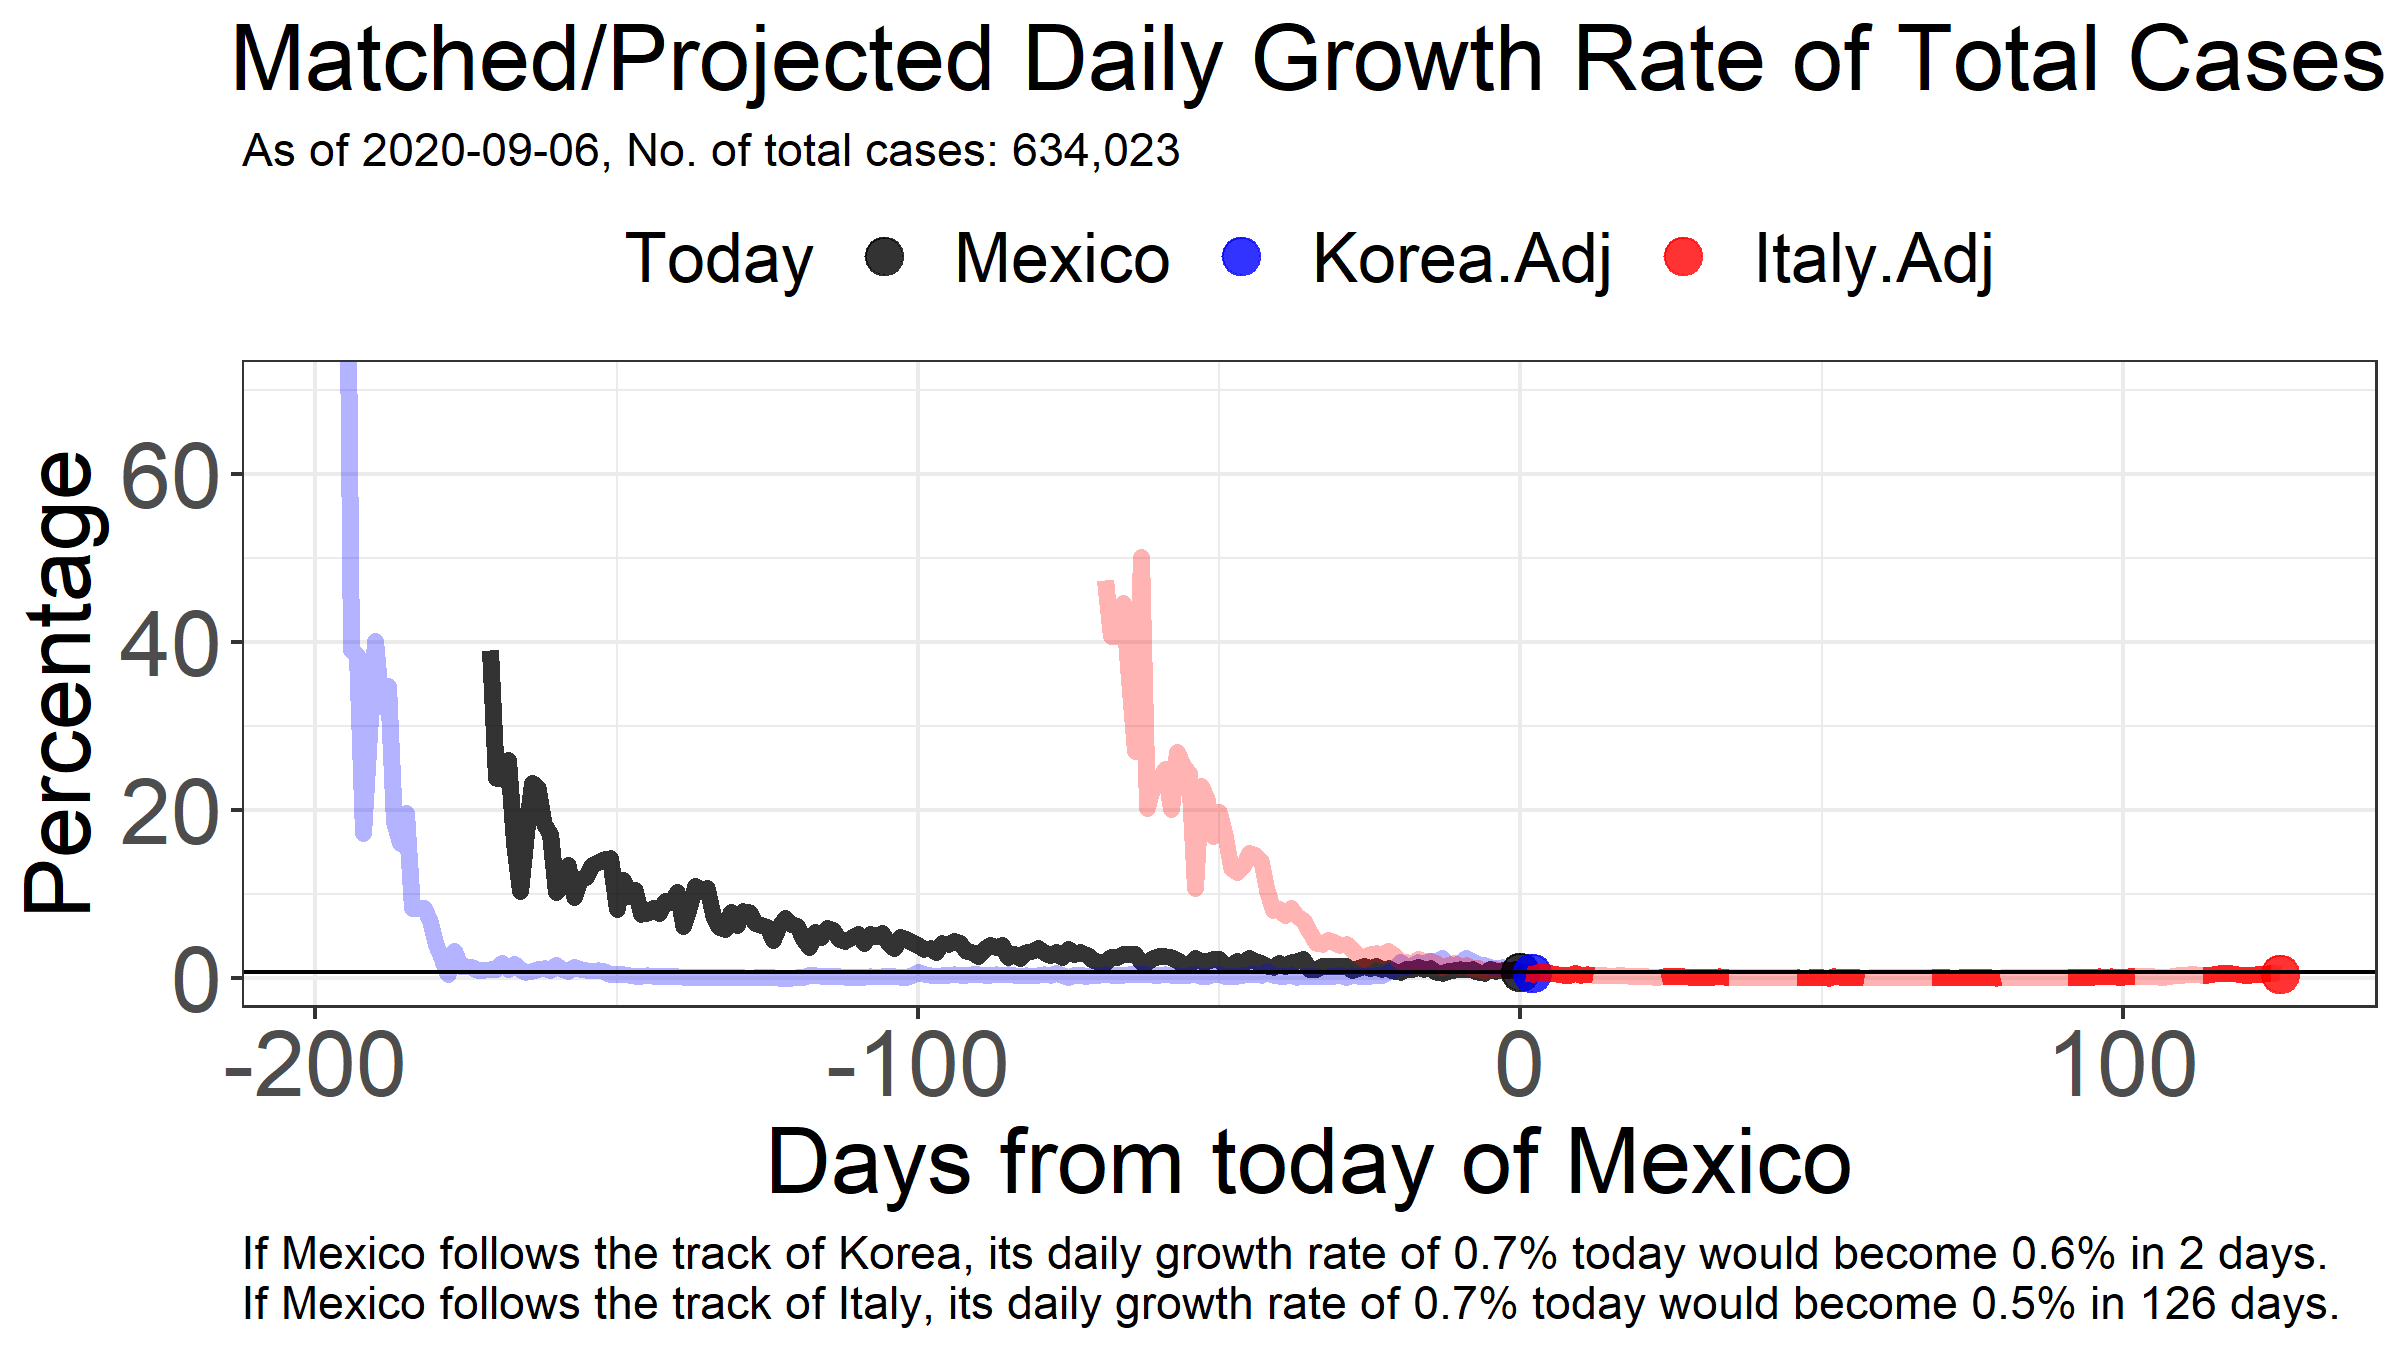 Matched/Projected Daily Growth Rate of Total Cases
As of 2020-09-06, No. of total cases: 634,023
Today Mexico Korea.Adj Italy.Adj
Percentage
60
40
20
0
-200 -100 0 100
Days from today of Mexico
If Mexico follows the track of Korea, its daily growth rate of 0.7% today would become 0.6% in 2 days.
If Mexico follows the track of Italy, its daily growth rate of 0.7% today would become 0.5% in 126 days.